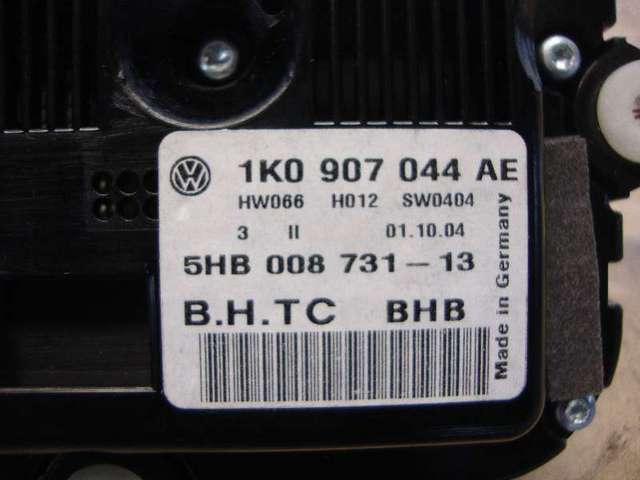 1K0 907 044 AE
HW066 H012 SW0404
3 II 01.10.04
5HB 008 731-13
B.H.TC BHB
Made in Germany